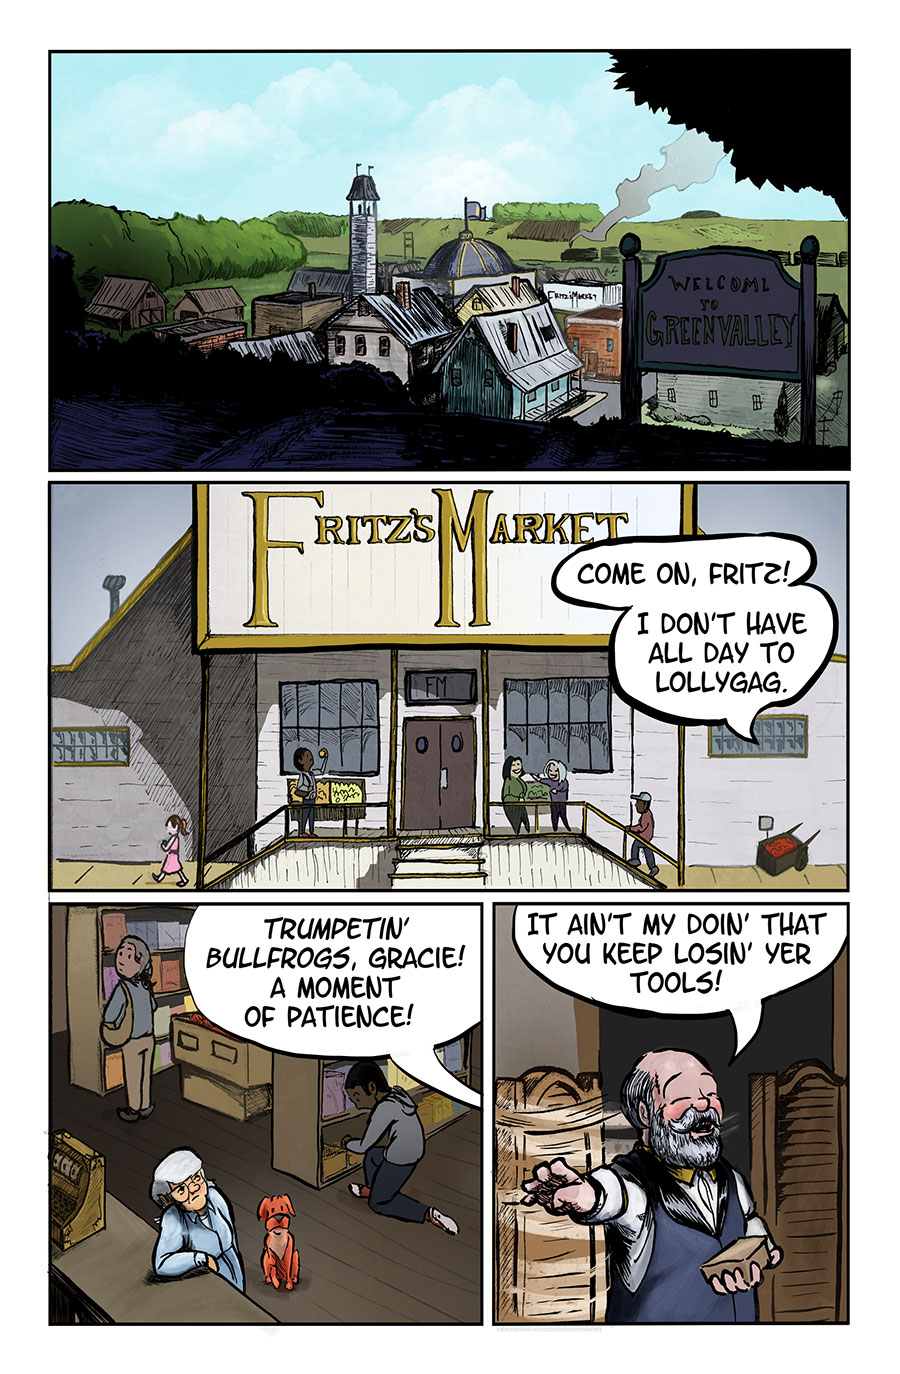 FRITZ'S MARKET
WELCOME
TO
GREENVALLEY
FRITZ'S MARKET
COME ON, FRITZ!
I DON'T HAVE
ALL DAY TO
LOLLYGAG.
FM
TRUMPETIN'
BULLFROGS, GRACIE!
A MOMENT
OF PATIENCE!
IT AIN'T MY DOIN' THAT
YOU KEEP LOSIN' YER
TOOLS!